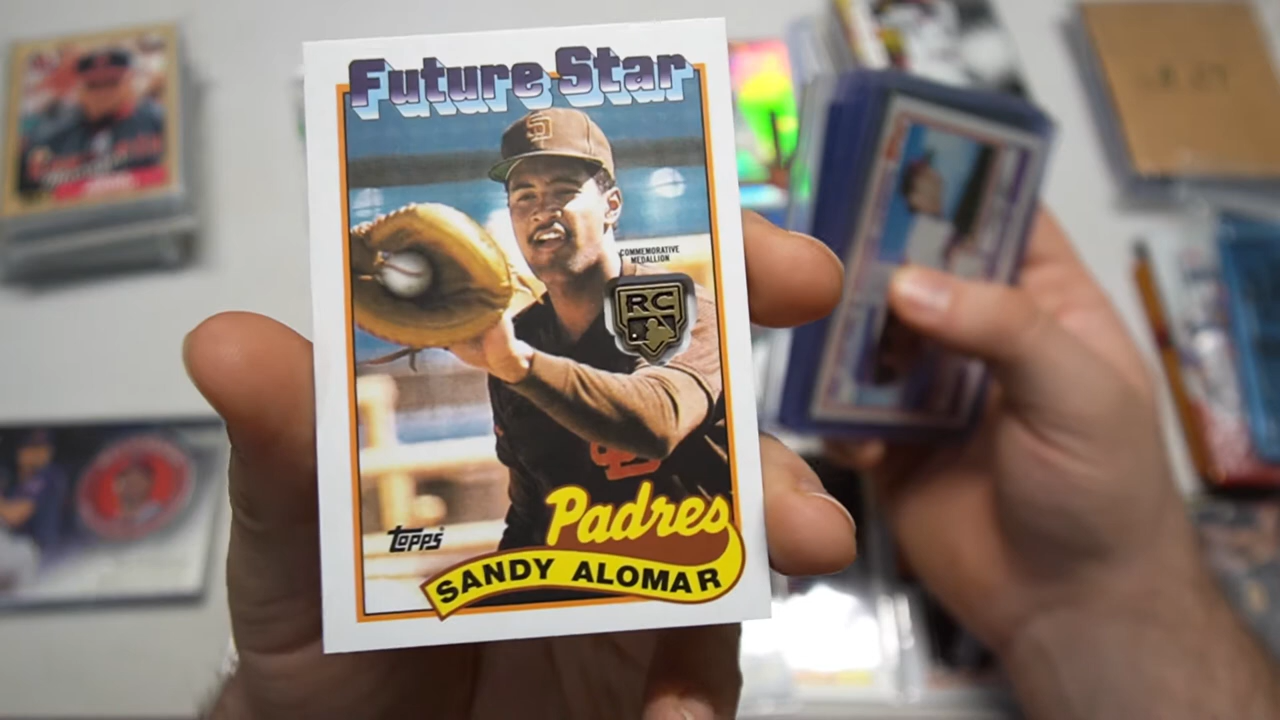 Future Star
COMMEMORATIVE
MEDALLION
RC
Padres
TOPPS
SANDY ALOMAR